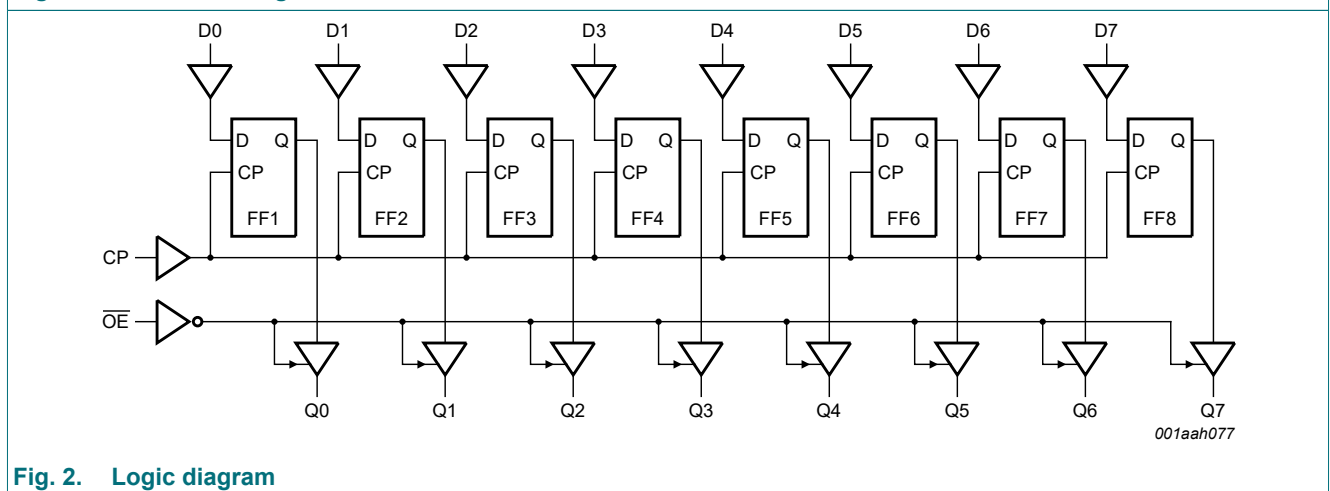 D0 D1 D2 D3 D4 D5 D6 D7
D Q D Q D Q D Q D Q D Q D Q D Q
CP CP CP CP CP CP CP CP
FF1 FF2 FF3 FF4 FF5 FF6 FF7 FF8
CP
OE
Q0 Q1 Q2 Q3 Q4 Q5 Q6 Q7
001aah077
Fig. 2. Logic diagram